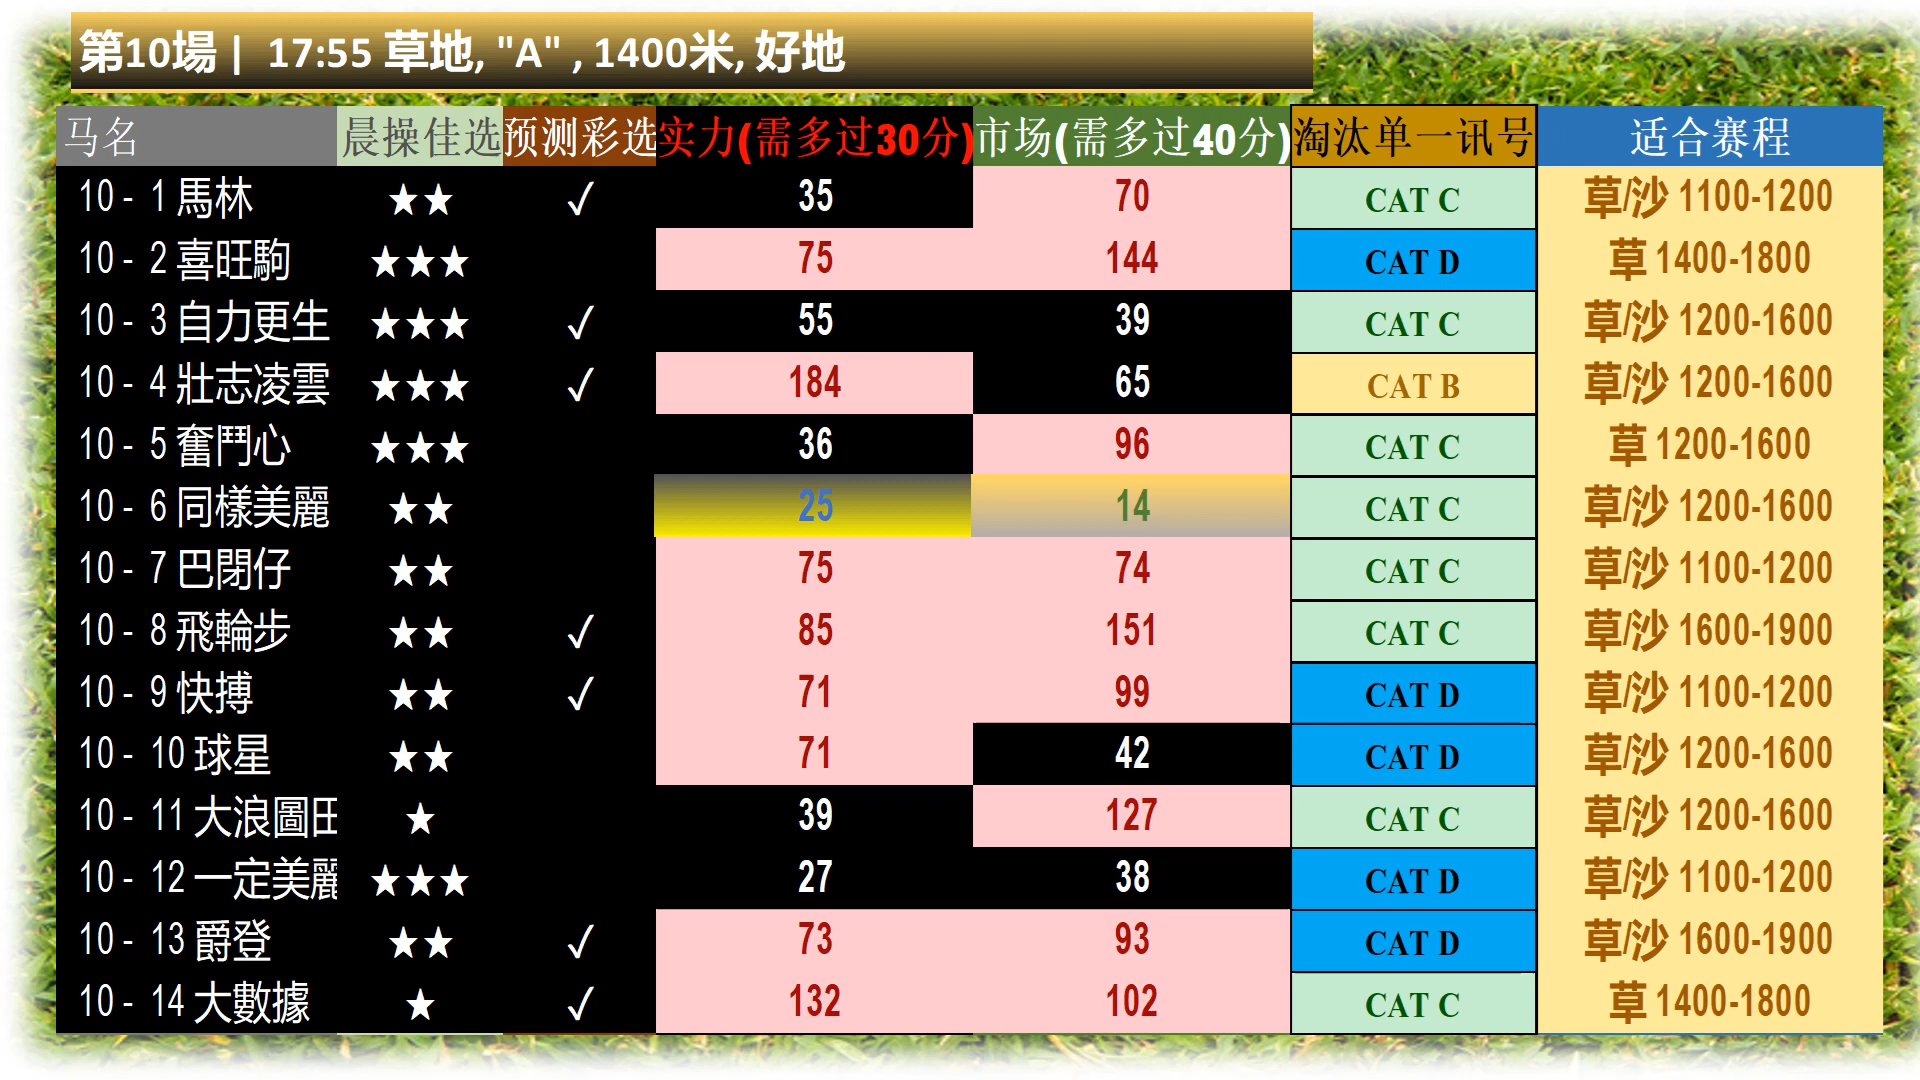 第10場 | 17:55 草地, "A" , 1400米, 好地
马名 晨操佳选 预测彩选 实力(需多过30分) 市场(需多过40分) 淘汰单一讯号 适合赛程
10 - 1 馬林 ★★ ✓ 35 70 CAT C 草/沙 1100-1200
10 - 2 喜旺駒 ★★★ 75 144 CAT D 草 1400-1800
10 - 3 自力更生 ★★★ ✓ 55 39 CAT C 草/沙 1200-1600
10 - 4 壯志凌雲 ★★★ ✓ 184 65 CAT B 草/沙 1200-1600
10 - 5 奮鬥心 ★★★ 36 96 CAT C 草 1200-1600
10 - 6 同樣美麗 ★★ 25 14 CAT C 草/沙 1200-1600
10 - 7 巴閉仔 ★★ 75 74 CAT C 草/沙 1100-1200
10 - 8 飛輪步 ★★ ✓ 85 151 CAT C 草/沙 1600-1900
10 - 9 快搏 ★★ ✓ 71 99 CAT D 草/沙 1100-1200
10 - 10 球星 ★★ 71 42 CAT D 草/沙 1200-1600
10 - 11 大浪圖田 ★ 39 127 CAT C 草/沙 1200-1600
10 - 12 一定美麗 ★★★ 27 38 CAT D 草/沙 1100-1200
10 - 13 爵登 ★★ ✓ 73 93 CAT D 草/沙 1600-1900
10 - 14 大數據 ★ ✓ 132 102 CAT C 草 1400-1800